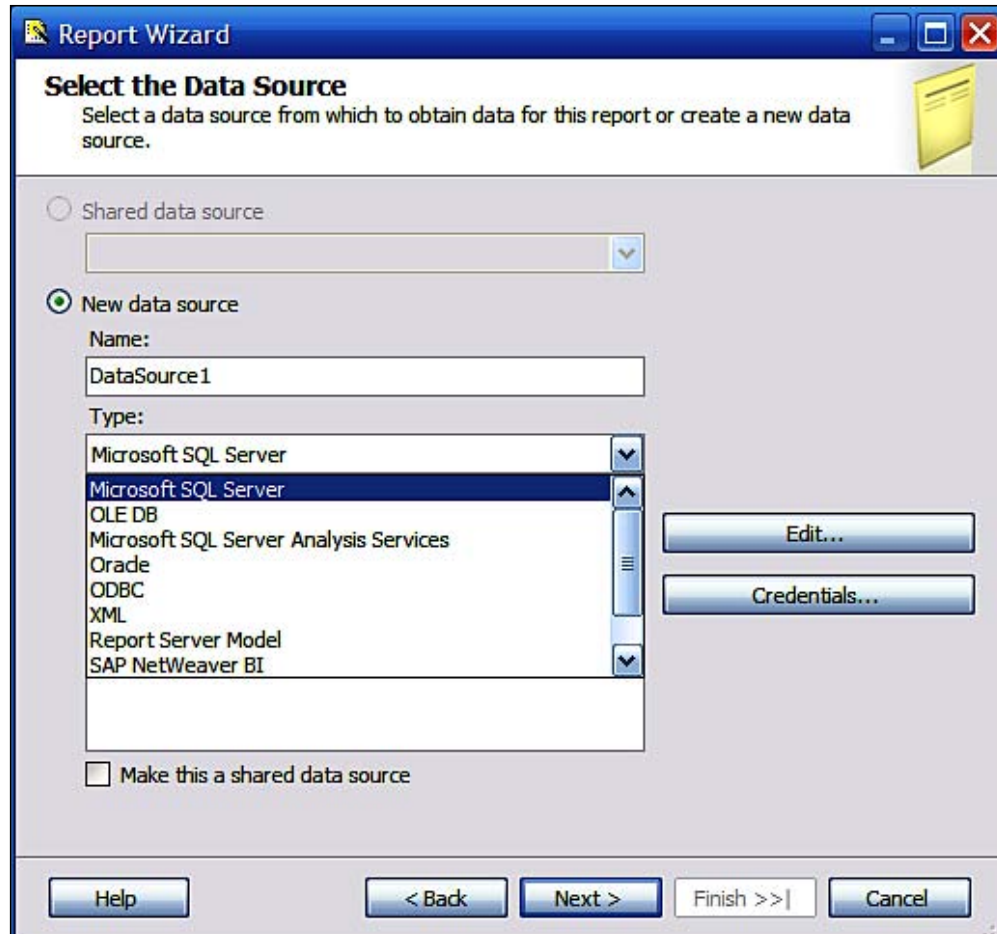 Report Wizard
Select the Data Source
Select a data source from which to obtain data for this report or create a new data
source.
Shared data source
New data source
Name:
DataSource1
Type:
Microsoft SQL Server
Microsoft SQL Server
OLE DB
Microsoft SQL Server Analysis Services
Oracle
ODBC
XML
Report Server Model
SAP NetWeaver BI
Edit...
Credentials...
Make this a shared data source
Help
< Back
Next >
Finish >>|
Cancel